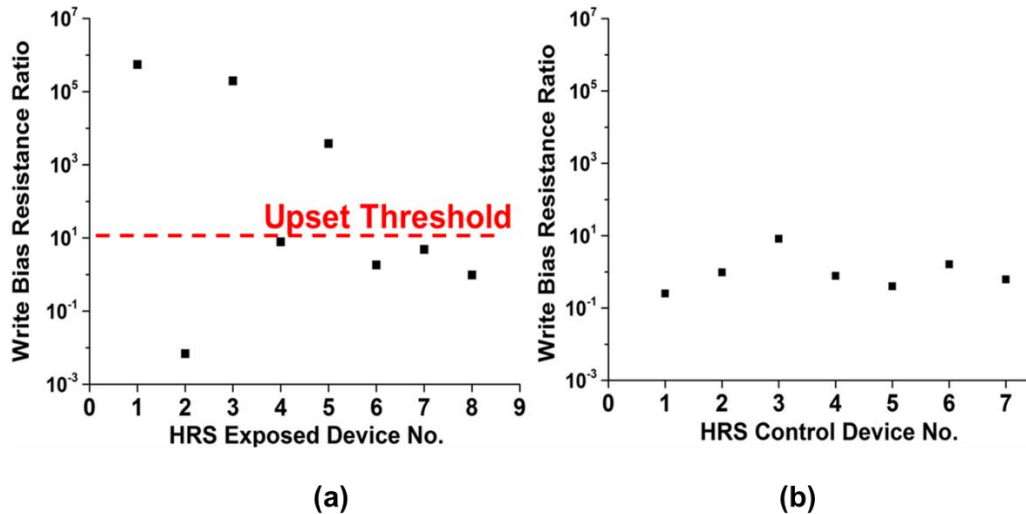 Write Bias Resistance Ratio
10^7
10^5
10^3
10^1
10^-1
10^-3
Upset Threshold
0 1 2 3 4 5 6 7 8 9
HRS Exposed Device No.
(a)
Write Bias Resistance Ratio
10^7
10^5
10^3
10^1
10^-1
10^-3
0 1 2 3 4 5 6 7
HRS Control Device No.
(b)